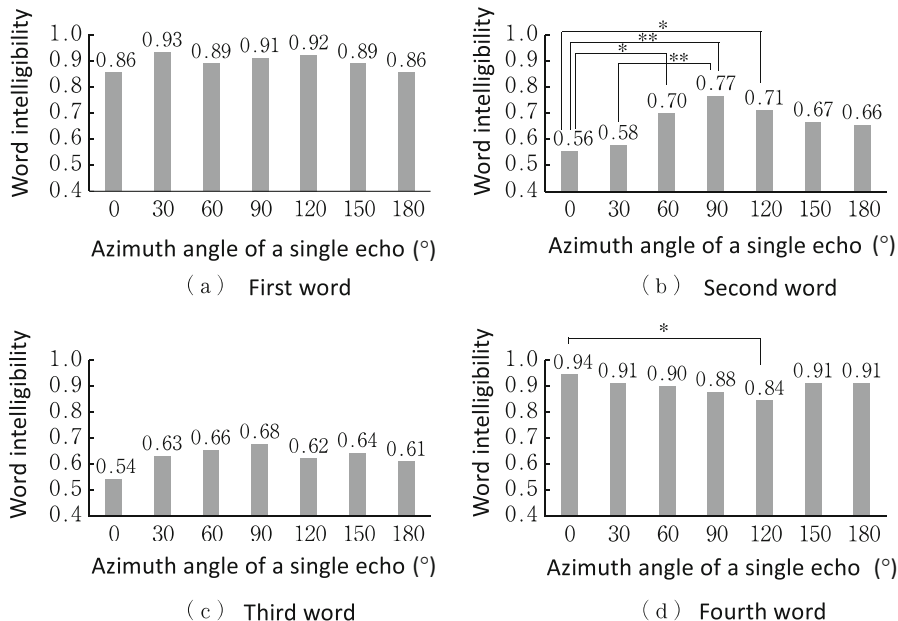 Word intelligibility
1.0
0.9
0.8
0.7
0.6
0.5
0.4
0.86 0.93 0.89 0.91 0.92 0.89 0.86
0 30 60 90 120 150 180
Azimuth angle of a single echo (°)
(a) First word
Word intelligibility
1.0
0.9
0.8
0.7
0.6
0.5
0.4
*
**
*
**
0.56 0.58 0.70 0.77 0.71 0.67 0.66
0 30 60 90 120 150 180
Azimuth angle of a single echo (°)
(b) Second word
Word intelligibility
1.0
0.9
0.8
0.7
0.6
0.5
0.4
0.54 0.63 0.66 0.68 0.62 0.64 0.61
0 30 60 90 120 150 180
Azimuth angle of a single echo (°)
(c) Third word
Word intelligibility
1.0
0.9
0.8
0.7
0.6
0.5
0.4
*
0.94 0.91 0.90 0.88 0.84 0.91 0.91
0 30 60 90 120 150 180
Azimuth angle of a single echo (°)
(d) Fourth word